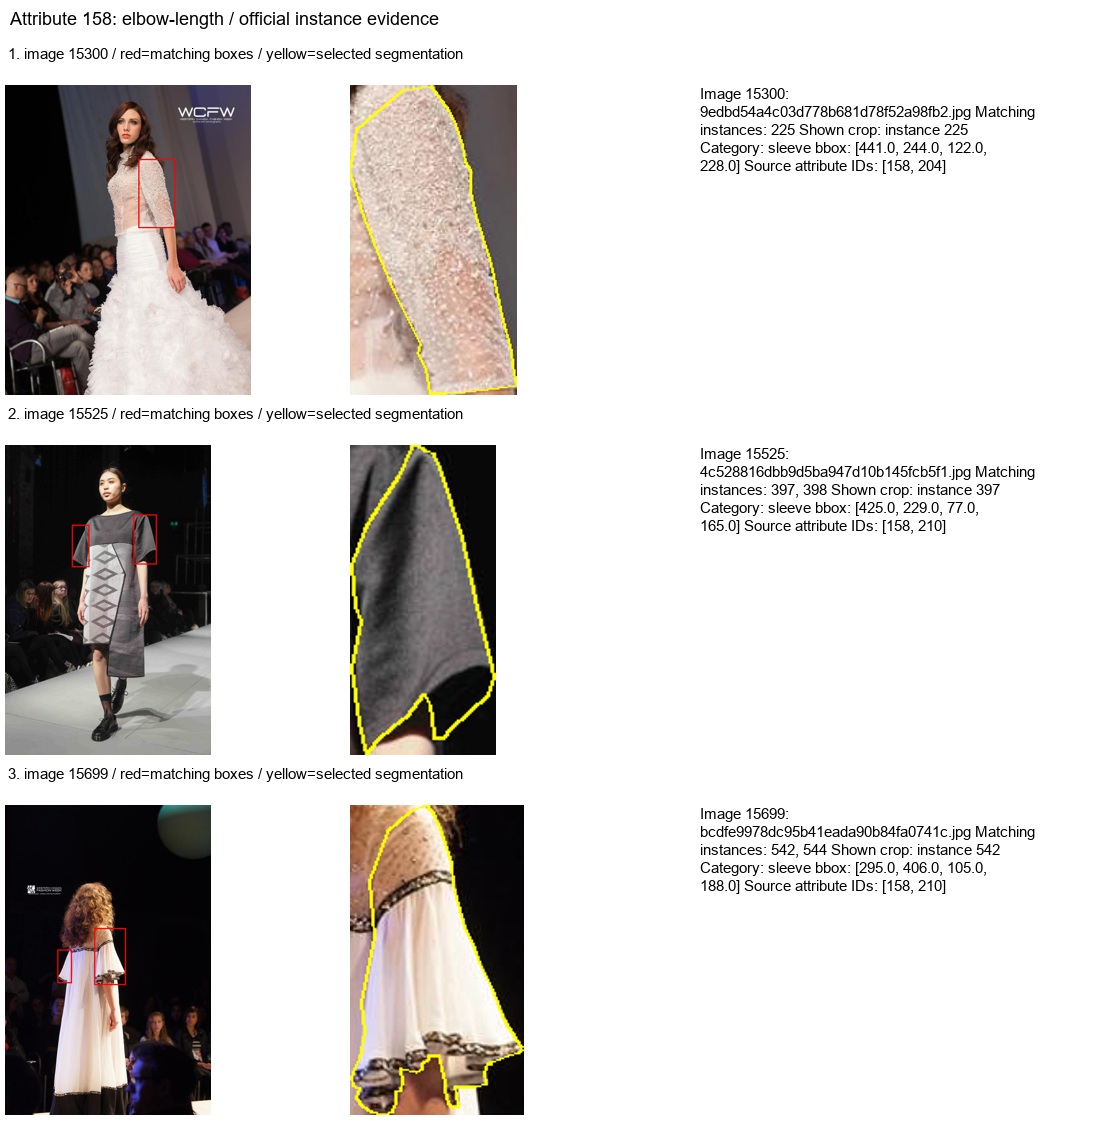 Attribute 158: elbow-length / official instance evidence
1. image 15300 / red=matching boxes / yellow=selected segmentation
WCFW
Image 15300:
9edbd54a4c03d778b681d78f52a98fb2.jpg Matching
instances: 225 Shown crop: instance 225
Category: sleeve bbox: [441.0, 244.0, 122.0,
228.0] Source attribute IDs: [158, 204]
2. image 15525 / red=matching boxes / yellow=selected segmentation
Image 15525:
4c528816dbb9d5ba947d10b145fcb5f1.jpg Matching
instances: 397, 398 Shown crop: instance 397
Category: sleeve bbox: [425.0, 229.0, 77.0,
165.0] Source attribute IDs: [158, 210]
3. image 15699 / red=matching boxes / yellow=selected segmentation
Image 15699:
bcdfe9978dc95b41eada90b84fa0741c.jpg Matching
instances: 542, 544 Shown crop: instance 542
Category: sleeve bbox: [295.0, 406.0, 105.0,
188.0] Source attribute IDs: [158, 210]